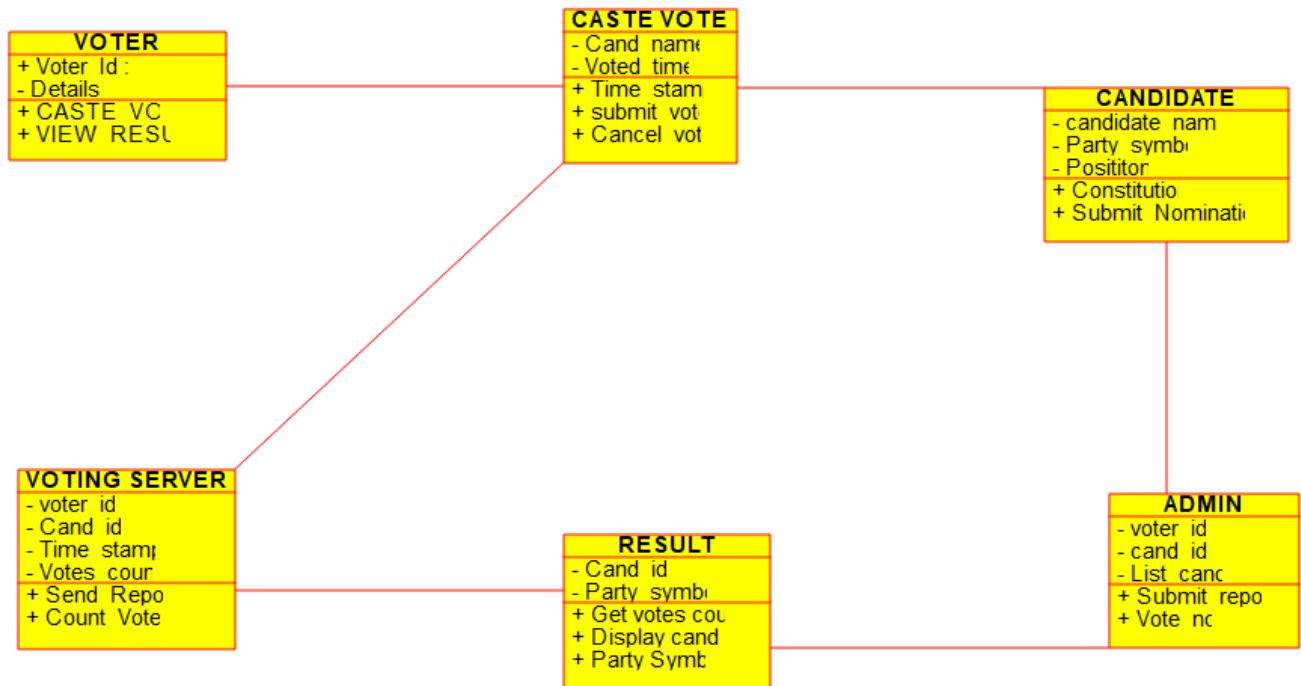 VOTER
+ Voter Id :
- Details
+ CASTE VC
+ VIEW RESU
CASTE VOTE
- Cand name
- Voted time
+ Time stam
+ submit vot
+ Cancel vot
CANDIDATE
- candidate nam
- Party symb
- Posititor
+ Constitutio
+ Submit Nominati
VOTING SERVER
- voter id
- Cand id
- Time stamp
- Votes cour
+ Send Repo
+ Count Vote
RESULT
- Cand id
- Party symb
+ Get votes cou
+ Display cand
+ Party Symb
ADMIN
- voter id
- cand id
- List canc
+ Submit repo
+ Vote nc